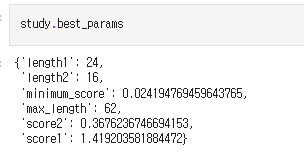 study.best_params
{'length1': 24,
'length2': 16,
'minimum_score': 0.024194769459643765,
'max_length': 62,
'score2': 0.3676236746694153,
'score1': 1.419203581884472}